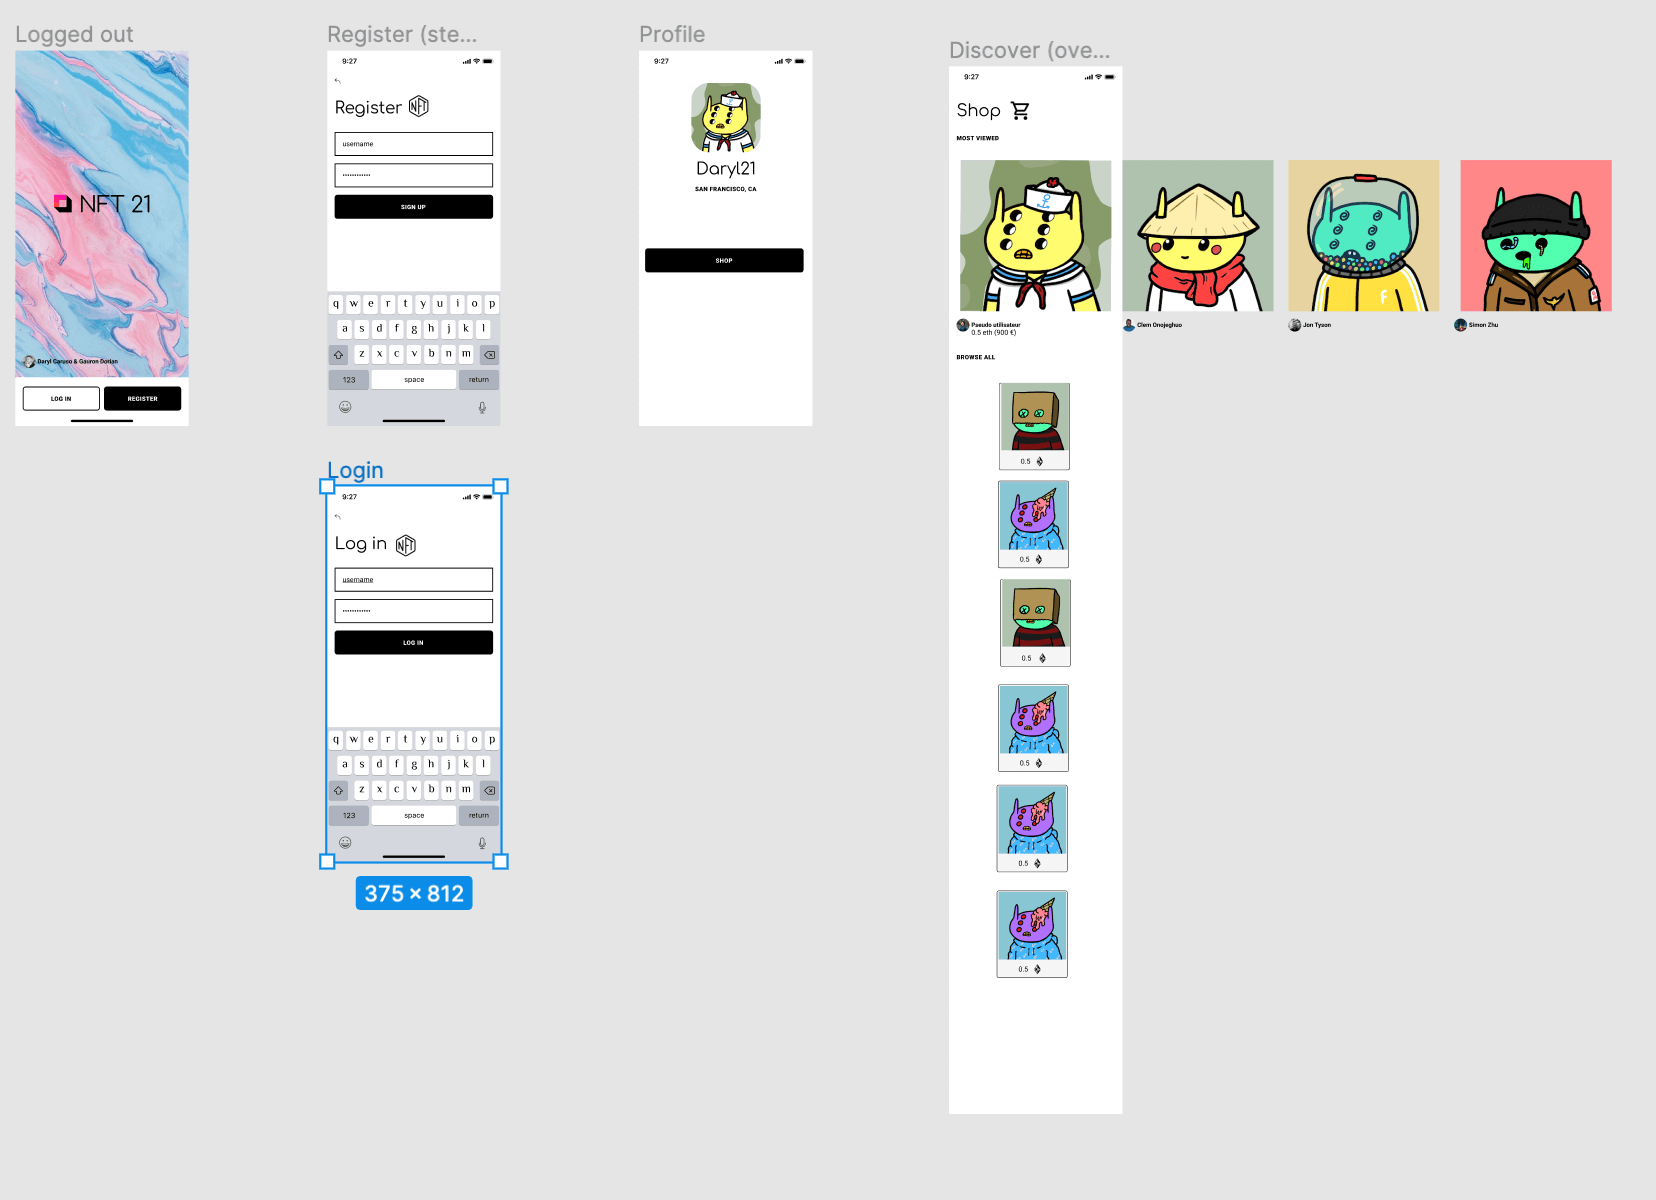 Logged out
NFT 21
Daryl Caruso & Gauron Dorian
LOG IN
REGISTER
Register (ste...
9:27
Register NFT
username
............
SIGN UP
q w e r t y u i o p
a s d f g h j k l
z x c v b n m
123 space return
Login
9:27
Log in NFT
username
............
LOG IN
q w e r t y u i o p
a s d f g h j k l
z x c v b n m
123 space return
375 × 812
Profile
9:27
Daryl21
SAN FRANCISCO, CA
SHOP
Discover (ove...
9:27
Shop
MOST VIEWED
F
Pseudo utilisateur
0.5 eth (900 €)
Clem Onojeghuo
Jon Tyson
Simon Zhu
BROWSE ALL
0.5
0.5
0.5
0.5
0.5
0.5